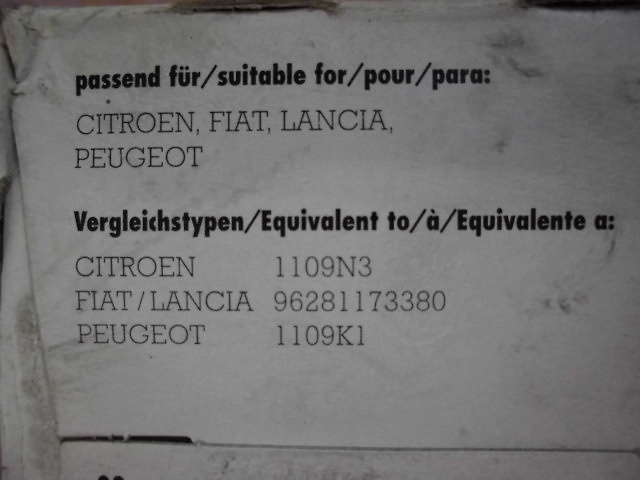 passend für/suitable for/pour/para:
CITROEN, FIAT, LANCIA,
PEUGEOT
Vergleichstypen/Equivalent to/à/Equivalente a:
CITROEN 1109N3
FIAT/LANCIA 96281173380
PEUGEOT 1109K1